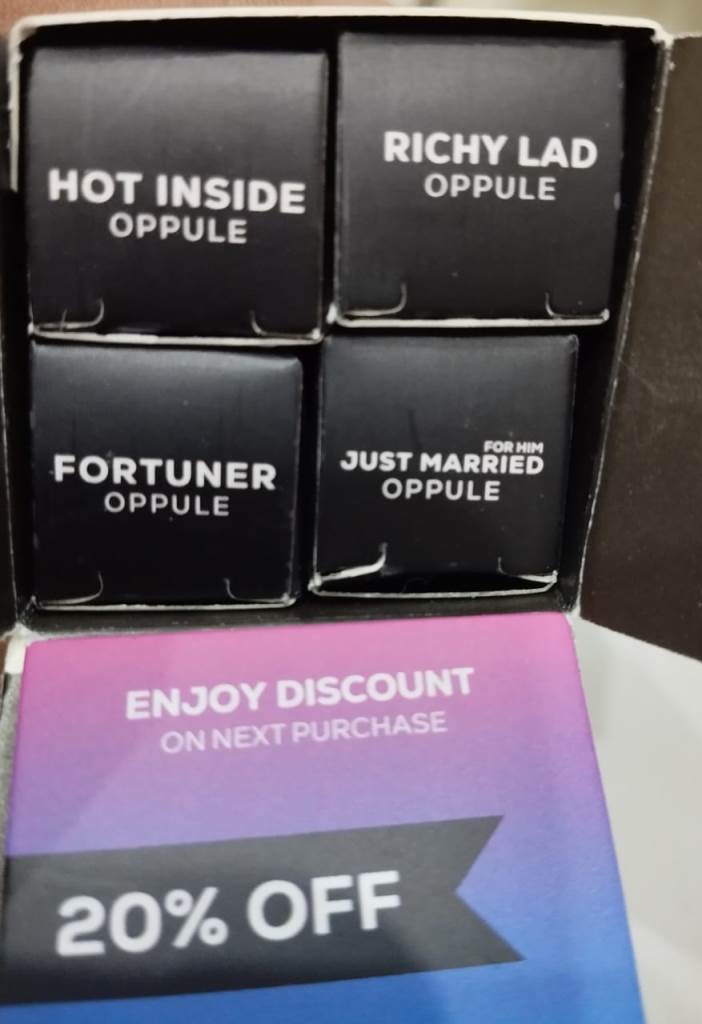 HOT INSIDE
OPPULE
RICHY LAD
OPPULE
FORTUNER
OPPULE
FOR HIM
JUST MARRIED
OPPULE
ENJOY DISCOUNT
ON NEXT PURCHASE
20% OFF